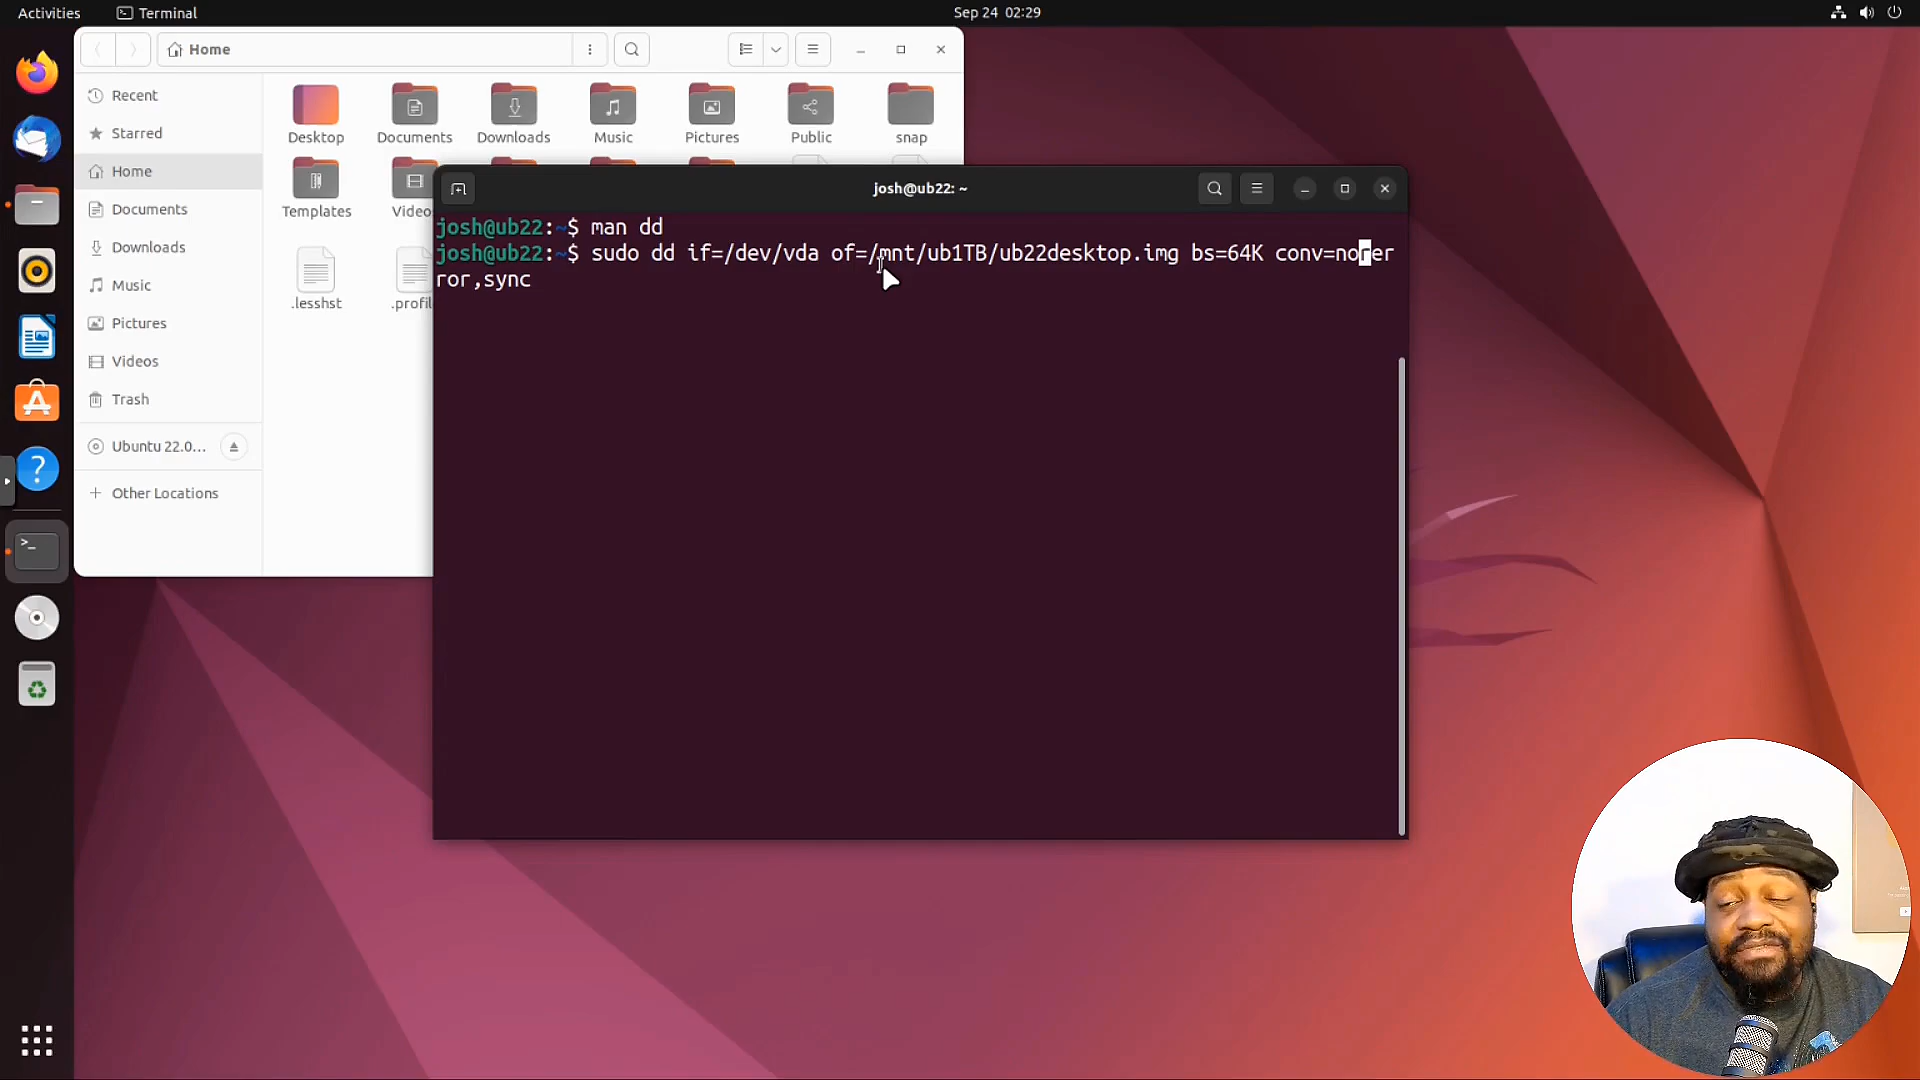 Activities
Terminal
Sep 24 02:29
Home
Recent
Starred
Home
Documents
Downloads
Music
Pictures
Videos
Trash
Ubuntu 22.0...
Other Locations
Desktop
Documents
Downloads
Music
Pictures
Public
snap
Templates
Video
.lesshst
.profil
josh@ub22: ~
josh@ub22:~$ man dd
josh@ub22:~$ sudo dd if=/dev/vda of=/mnt/ub1TB/ub22desktop.img bs=64K conv=norer
ror,sync